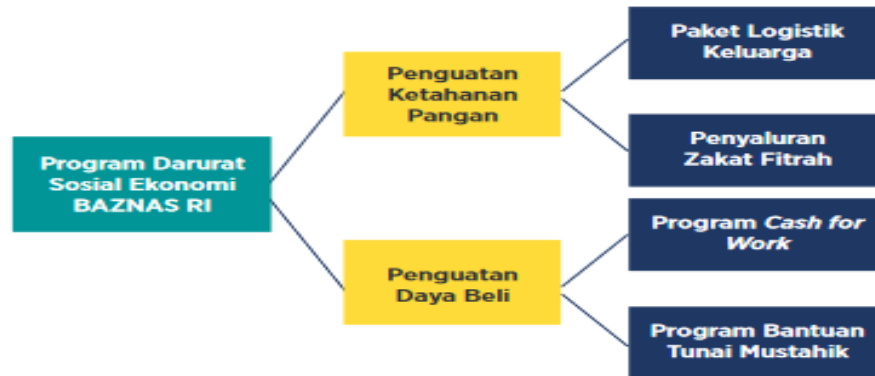 Program Darurat
Sosial Ekonomi
BAZNAS RI
Penguatan
Ketahanan
Pangan
Paket Logistik
Keluarga
Penyaluran
Zakat Fitrah
Penguatan
Daya Beli
Program Cash for
Work
Program Bantuan
Tunai Mustahik